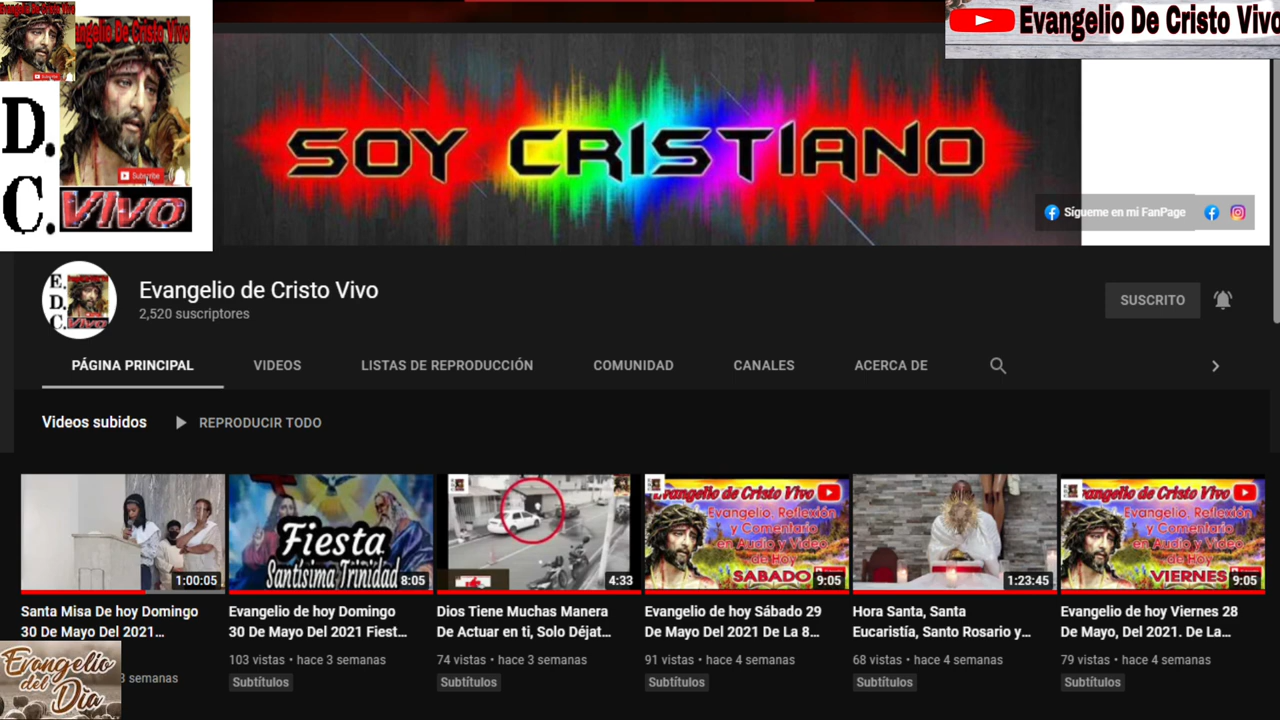 Evangelio De Cristo Vivo
Evangelio De Cristo Vivo
Subscribe
D.
C.
Vivo
SOY CRISTIANO
Sígueme en mi FanPage
E.
D.
C.
Vivo
Evangelio de Cristo Vivo
2,520 suscriptores
SUSCRITO
PÁGINA PRINCIPAL
VIDEOS
LISTAS DE REPRODUCCIÓN
COMUNIDAD
CANALES
ACERCA DE
Videos subidos
REPRODUCIR TODO
1:00:05
Santa Misa De hoy Domingo
30 De Mayo Del 2021...
3 semanas
Fiesta
Santísima Trinidad
8:05
Evangelio de hoy Domingo
30 De Mayo Del 2021 Fiest...
103 vistas • hace 3 semanas
Subtítulos
4:33
Dios Tiene Muchas Manera
De Actuar en ti, Solo Déjat...
74 vistas • hace 3 semanas
Subtítulos
Evangelio de Cristo Vivo
Evangelio, Reflexión
y Comentario
en Audio y Video
de Hoy
SABADO
9:05
Evangelio de hoy Sábado 29
De Mayo Del 2021 De La 8...
91 vistas • hace 4 semanas
Subtítulos
1:23:45
Hora Santa, Santa
Eucaristía, Santo Rosario y...
68 vistas • hace 4 semanas
Subtítulos
Evangelio de Cristo Vivo
Evangelio, Reflexión
y Comentario
en Audio y Video
de Hoy
VIERNES
9:05
Evangelio de hoy Viernes 28
De Mayo, Del 2021. De La...
79 vistas • hace 4 semanas
Subtítulos
Evangelio
del Dia